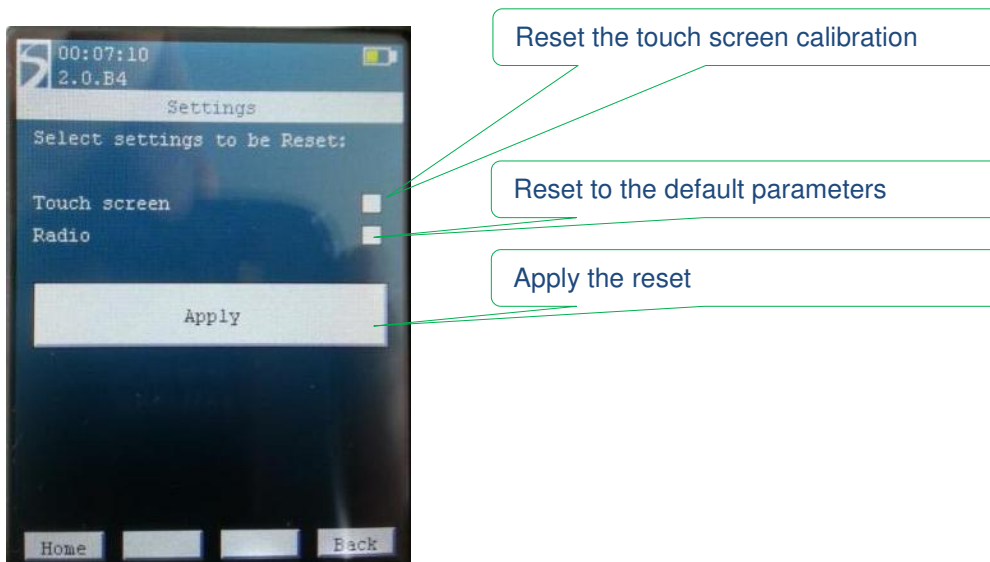 00:07:10
2.0.B4
Settings
Select settings to be Reset:
Touch screen
Radio
Apply
Home
Back
Reset the touch screen calibration
Reset to the default parameters
Apply the reset